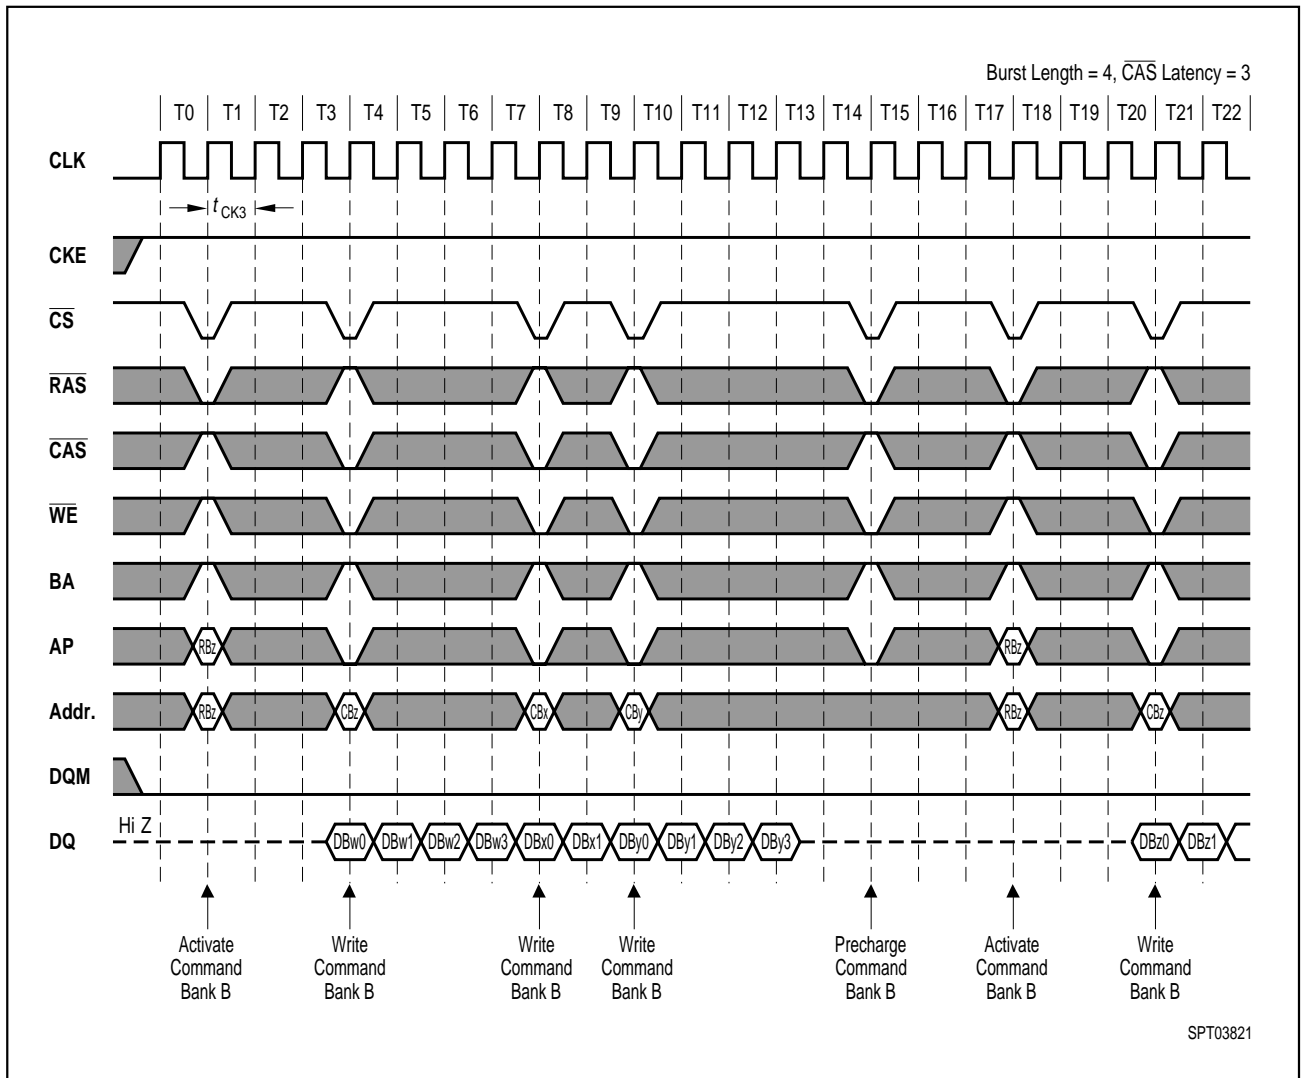 Burst Length = 4, CAS Latency = 3
T0 T1 T2 T3 T4 T5 T6 T7 T8 T9 T10 T11 T12 T13 T14 T15 T16 T17 T18 T19 T20 T21 T22
CLK
t CK3
CKE
CS
RAS
CAS
WE
BA
AP RBz RBz
Addr. RBz CBz CBx CBy RBz CBz
DQM
DQ Hi Z DBw0 DBw1 DBw2 DBw3 DBx0 DBx1 DBy0 DBy1 DBy2 DBy3 DBz0 DBz1
Activate Command Bank B
Write Command Bank B
Write Command Bank B
Write Command Bank B
Precharge Command Bank B
Activate Command Bank B
Write Command Bank B
SPT03821